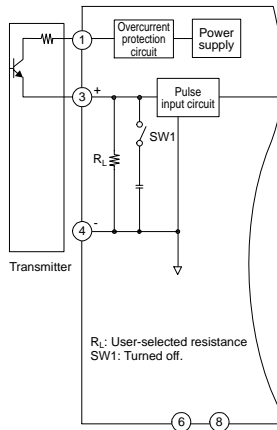 1
Overcurrent
protection
circuit
Power
supply
3
+
Pulse
input circuit
SW1
RL
4
-
Transmitter
RL: User-selected resistance
SW1: Turned off.
6
8